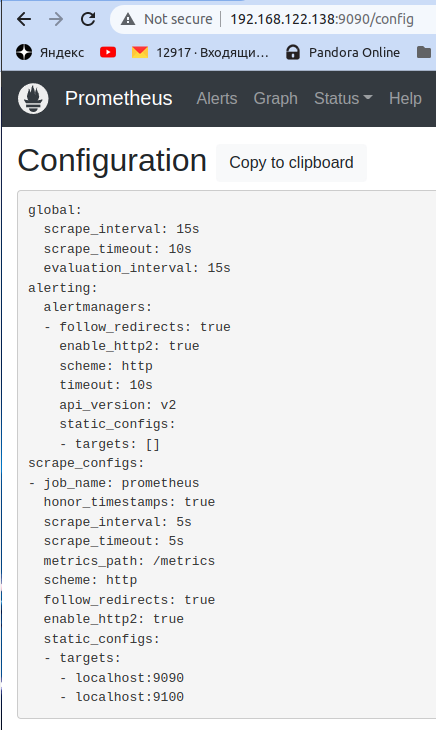 Not secure 192.168.122.138:9090/config
Яндекс 12917 · Входящи… Pandora Online
Prometheus Alerts Graph Status Help
Configuration Copy to clipboard
global:
  scrape_interval: 15s
  scrape_timeout: 10s
  evaluation_interval: 15s
alerting:
  alertmanagers:
  - follow_redirects: true
    enable_http2: true
    scheme: http
    timeout: 10s
    api_version: v2
    static_configs:
    - targets: []
scrape_configs:
- job_name: prometheus
  honor_timestamps: true
  scrape_interval: 5s
  scrape_timeout: 5s
  metrics_path: /metrics
  scheme: http
  follow_redirects: true
  enable_http2: true
  static_configs:
  - targets:
    - localhost:9090
    - localhost:9100